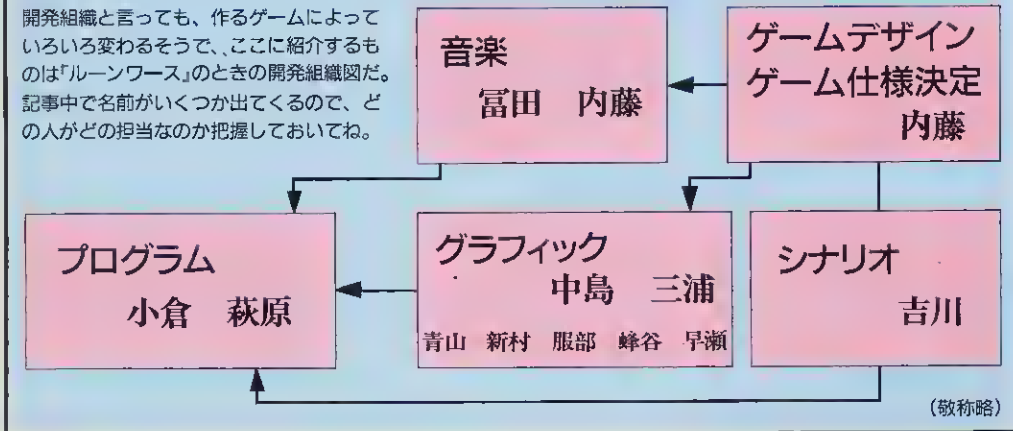 開発組織と言っても、作るゲームによって
いろいろ変わるそうで、、ここに紹介するも
のは「ルーンワース」のときの開発組織図だ。
記事中で名前がいくつか出てくるので、ど
の人がどの担当なのか把握しておいてね。
音楽
冨田 内藤
ゲームデザイン
ゲーム仕様決定
内藤
プログラム
小倉 萩原
グラフィック
中島 三浦
青山 新村 服部 蜂谷 早瀬
シナリオ
吉川
(敬称略)